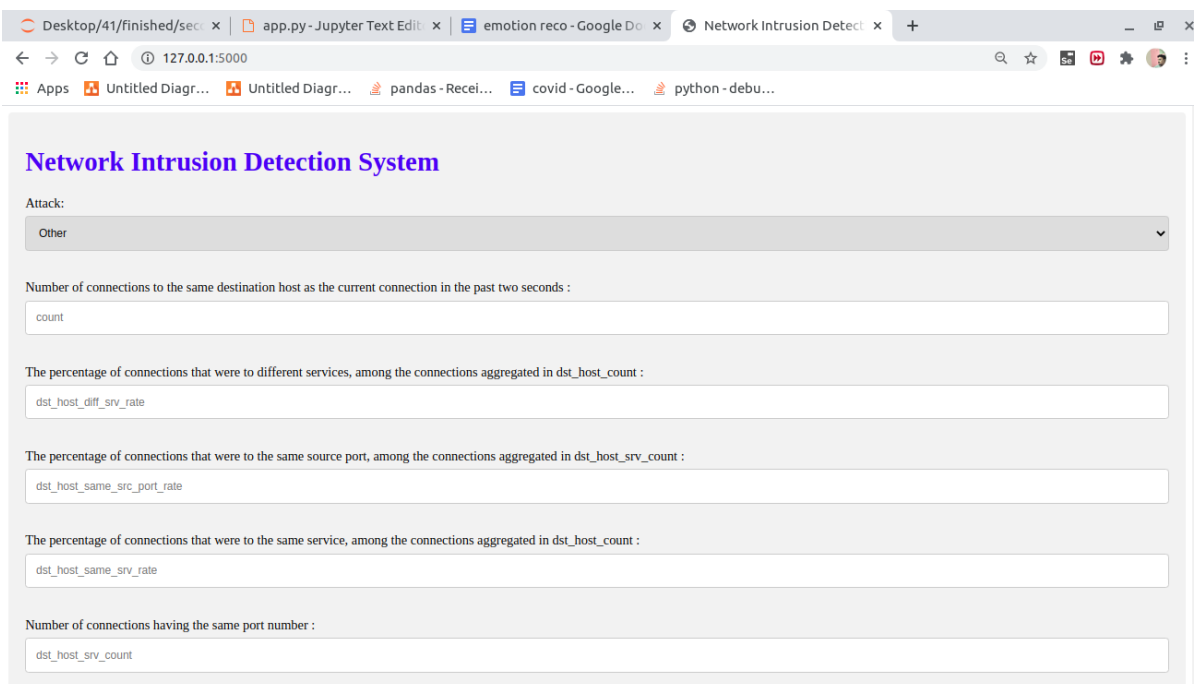 Desktop/41/finished/sec
app.py - Jupyter Text Edit
emotion reco - Google Do
Network Intrusion Detect
127.0.0.1:5000
Apps
Untitled Diagr...
Untitled Diagr...
pandas - Recei...
covid - Google...
python - debu...
Network Intrusion Detection System
Attack:
Other
Number of connections to the same destination host as the current connection in the past two seconds :
count
The percentage of connections that were to different services, among the connections aggregated in dst_host_count :
dst_host_diff_srv_rate
The percentage of connections that were to the same source port, among the connections aggregated in dst_host_srv_count :
dst_host_same_src_port_rate
The percentage of connections that were to the same service, among the connections aggregated in dst_host_count :
dst_host_same_srv_rate
Number of connections having the same port number :
dst_host_srv_count